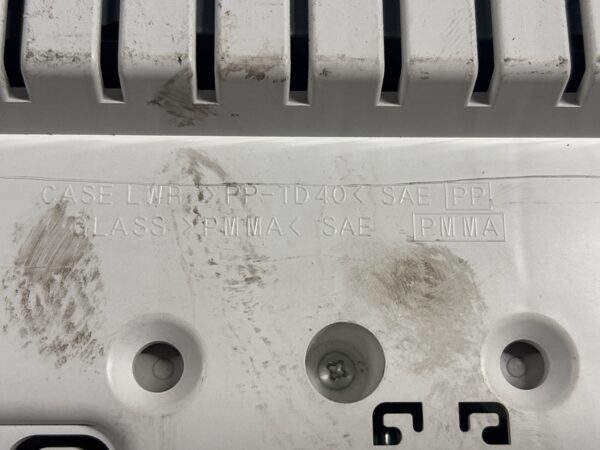 CASE LWR >PP-TD40< SAE PP
GLASS >PMMA< SAE PMMA